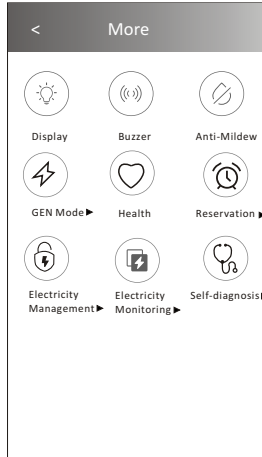 < More
Display Buzzer Anti-Mildew
GEN Mode▶ Health Reservation▶
Electricity Electricity Self-diagnosis▶
Management▶ Monitoring▶